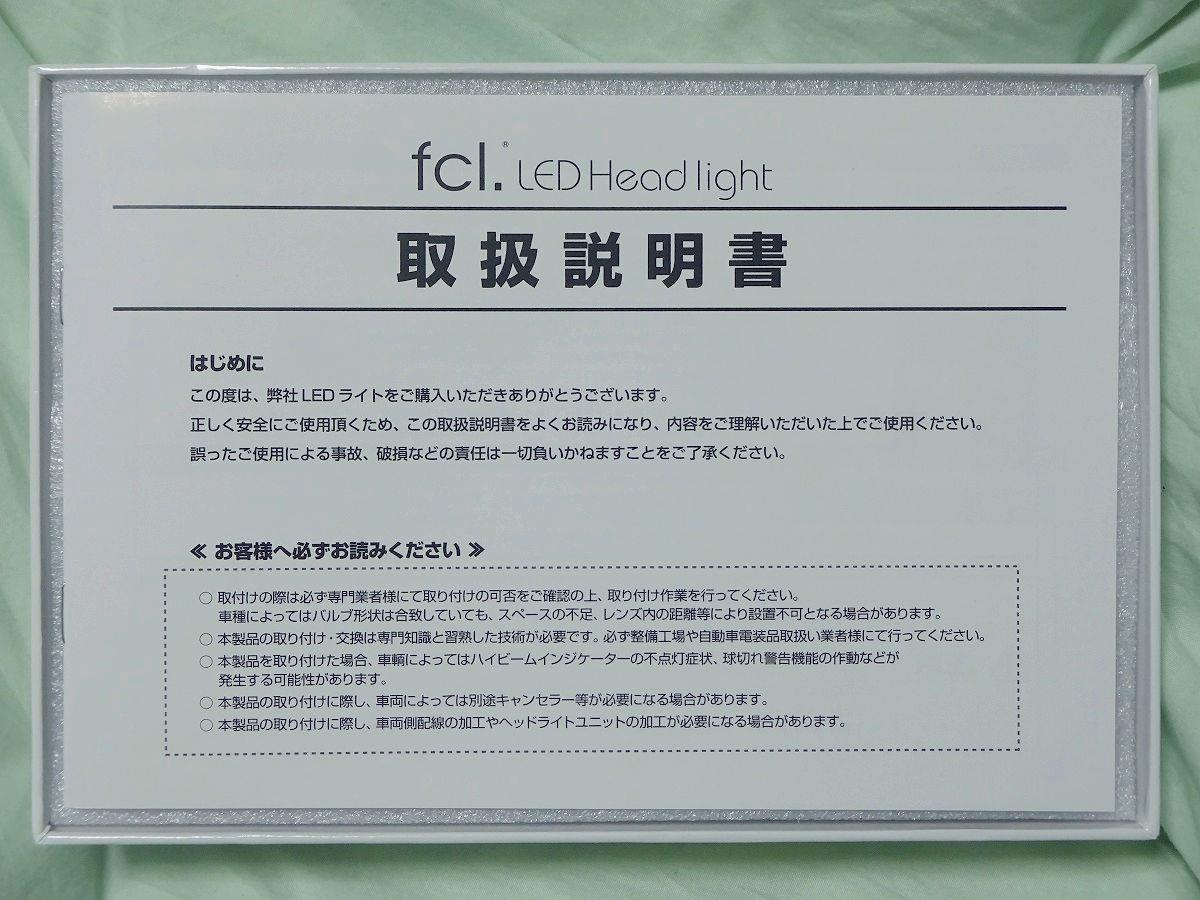 fcl.® LED Head light
取扱説明書
はじめに
この度は、弊社LEDライトをご購入いただきありがとうございます。
正しく安全にご使用頂くため、この取扱説明書をよくお読みになり、内容をご理解いただいた上でご使用ください。
誤ったご使用による事故、破損などの責任は一切負いかねますことをご了承ください。
≪ お客様へ必ずお読みください ≫
○ 取付けの際は必ず専門業者様にて取り付けの可否をご確認の上、取り付け作業を行ってください。
車種によってはバルブ形状は合致していても、スペースの不足、レンズ内の距離等により設置不可となる場合があります。
○ 本製品の取り付け・交換は専門知識と習熟した技術が必要です。必ず整備工場や自動車電装品取扱い業者様にて行ってください。
○ 本製品を取り付けた場合、車輌によってはハイビームインジケーターの不点灯症状、球切れ警告機能の作動などが
発生する可能性があります。
○ 本製品の取り付けに際し、車両によっては別途キャンセラー等が必要になる場合があります。
○ 本製品の取り付けに際し、車両側配線の加工やヘッドライトユニットの加工が必要になる場合があります。